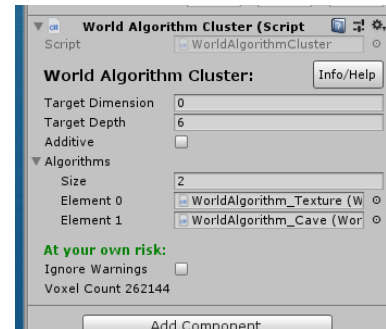 World Algorithm Cluster (Script
Script WorldAlgorithmCluster
World Algorithm Cluster: Info/Help
Target Dimension 0
Target Depth 6
Additive
Algorithms
Size 2
Element 0 WorldAlgorithm_Texture (W
Element 1 WorldAlgorithm_Cave (Wor
At your own risk:
Ignore Warnings
Voxel Count 262144
Add Component